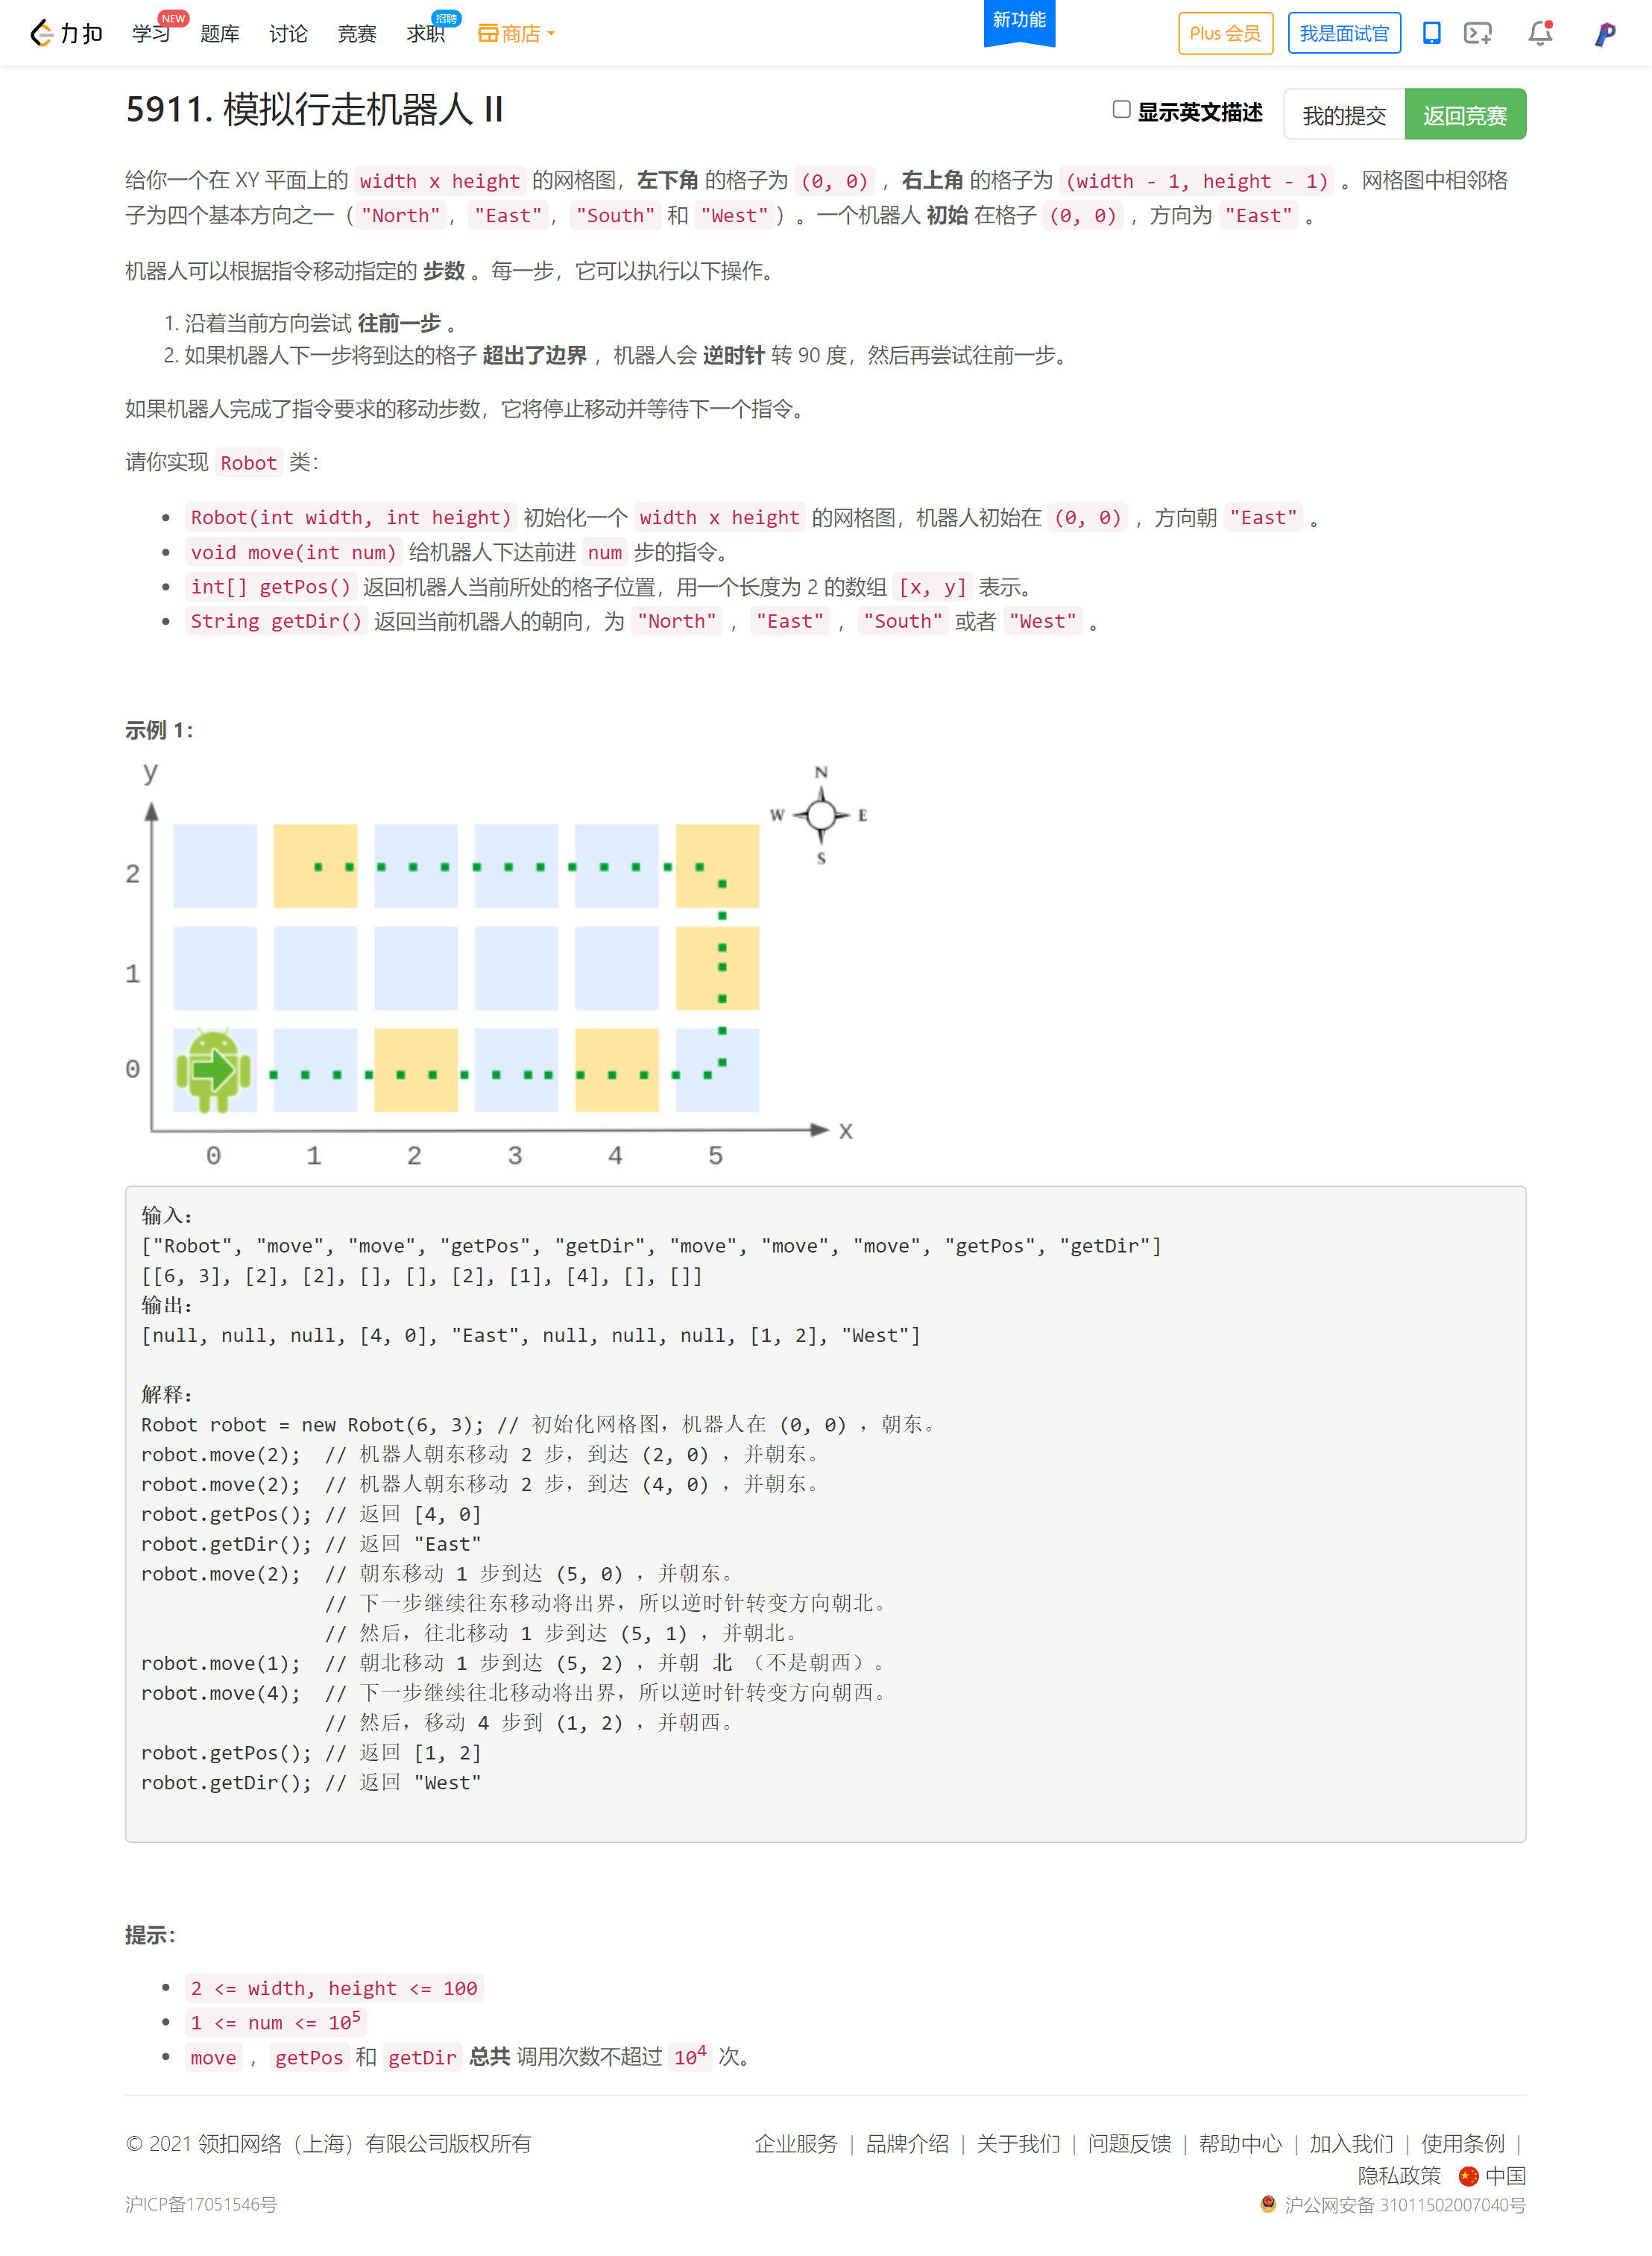 力扣 学习 NEW 题库 讨论 竞赛 求职 招聘 商店 新功能 Plus 会员 我是面试官
5911. 模拟行走机器人 II
显示英文描述 我的提交 返回竞赛
给你一个在 XY 平面上的 width x height 的网格图，左下角 的格子为 (0, 0) ，右上角 的格子为 (width - 1, height - 1) 。网格图中相邻格
子为四个基本方向之一（"North"，"East"，"South" 和 "West"）。一个机器人 初始 在格子 (0, 0) ，方向为 "East" 。
机器人可以根据指令移动指定的 步数 。每一步，它可以执行以下操作。
1. 沿着当前方向尝试 往前一步 。
2. 如果机器人下一步将到达的格子 超出了边界 ，机器人会 逆时针 转 90 度，然后再尝试往前一步。
如果机器人完成了指令要求的移动步数，它将停止移动并等待下一个指令。
请你实现 Robot 类：
Robot(int width, int height) 初始化一个 width x height 的网格图，机器人初始在 (0, 0) ，方向朝 "East" 。
void move(int num) 给机器人下达前进 num 步的指令。
int[] getPos() 返回机器人当前所处的格子位置，用一个长度为 2 的数组 [x, y] 表示。
String getDir() 返回当前机器人的朝向，为 "North" ，"East" ，"South" 或者 "West" 。
示例 1：
y
N
W E
S
2
1
0
x
0 1 2 3 4 5
输入：
["Robot", "move", "move", "getPos", "getDir", "move", "move", "move", "getPos", "getDir"]
[[6, 3], [2], [2], [], [], [2], [1], [4], [], []]
输出：
[null, null, null, [4, 0], "East", null, null, null, [1, 2], "West"]
解释：
Robot robot = new Robot(6, 3); // 初始化网格图，机器人在 (0, 0) ，朝东。
robot.move(2);  // 机器人朝东移动 2 步，到达 (2, 0) ，并朝东。
robot.move(2);  // 机器人朝东移动 2 步，到达 (4, 0) ，并朝东。
robot.getPos(); // 返回 [4, 0]
robot.getDir(); // 返回 "East"
robot.move(2);  // 朝东移动 1 步到达 (5, 0) ，并朝东。
// 下一步继续往东移动将出界，所以逆时针转变方向朝北。
// 然后，往北移动 1 步到达 (5, 1) ，并朝北。
robot.move(1);  // 朝北移动 1 步到达 (5, 2) ，并朝 北 （不是朝西）。
robot.move(4);  // 下一步继续往北移动将出界，所以逆时针转变方向朝西。
// 然后，移动 4 步到 (1, 2) ，并朝西。
robot.getPos(); // 返回 [1, 2]
robot.getDir(); // 返回 "West"
提示：
2 <= width, height <= 100
1 <= num <= 10⁵
move ，getPos 和 getDir 总共 调用次数不超过 10⁴ 次。
© 2021 领扣网络（上海）有限公司版权所有 企业服务 | 品牌介绍 | 关于我们 | 问题反馈 | 帮助中心 | 加入我们 | 使用条例 |
隐私政策 中国
沪ICP备17051546号 沪公网安备 31011502007040号